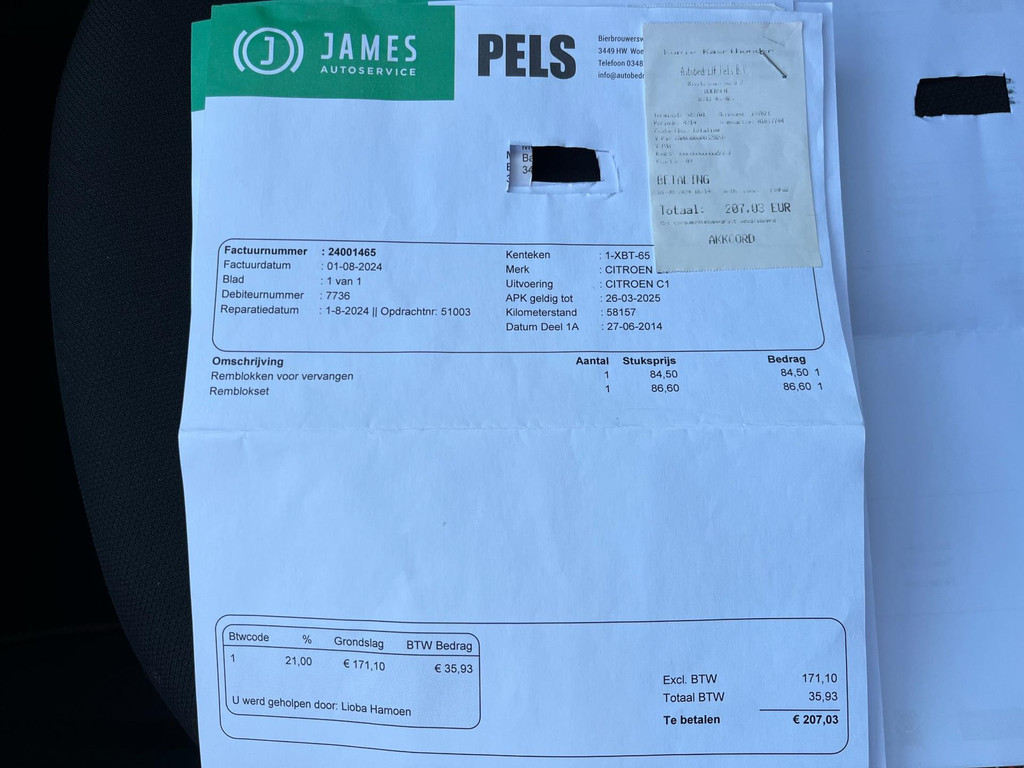 JAMES
AUTOSERVICE
PELS
Bierbrouwersw
3449 HW Woe
Telefoon 0348
info@autobedr
Ba
34
Autobedrijf Pels B.V.
BETALING
Totaal: 207.03 EUR
AKKOORD
Factuurnummer : 24001465
Factuurdatum : 01-08-2024
Blad : 1 van 1
Debiteurnummer : 7736
Reparatiedatum : 1-8-2024 || Opdrachtnr: 51003
Kenteken : 1-XBT-65
Merk : CITROEN
Uitvoering : CITROEN C1
APK geldig tot : 26-03-2025
Kilometerstand : 58157
Datum Deel 1A : 27-06-2014
Omschrijving Aantal Stuksprijs Bedrag
Remblokken voor vervangen 1 84,50 84,50 1
Remblokset 1 86,60 86,60 1
Btwcode % Grondslag BTW Bedrag
1 21,00 € 171,10 € 35,93
U werd geholpen door: Lioba Hamoen
Excl. BTW 171,10
Totaal BTW 35,93
Te betalen € 207,03